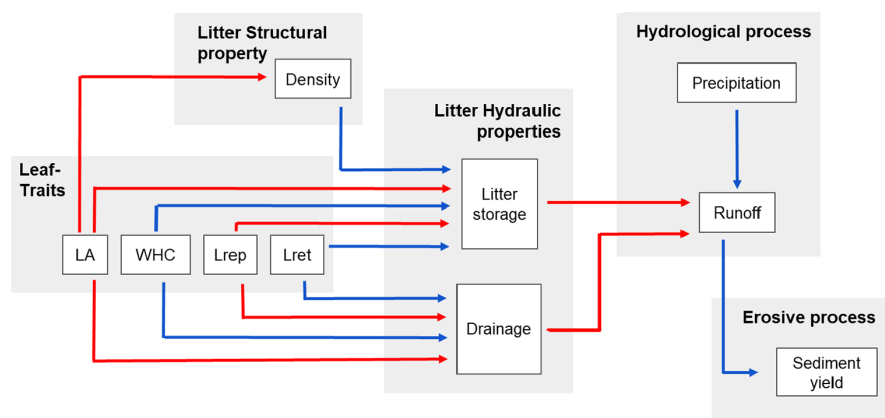 Litter Structural
property
Density
Hydrological process
Precipitation
Runoff
Litter Hydraulic
properties
Litter
storage
Drainage
Leaf-
Traits
LA
WHC
Lrep
Lret
Erosive process
Sediment
yield